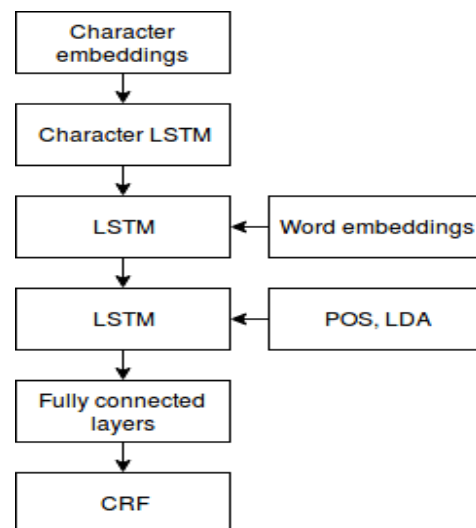 Character
embeddings
Character LSTM
LSTM
Word embeddings
LSTM
POS, LDA
Fully connected
layers
CRF